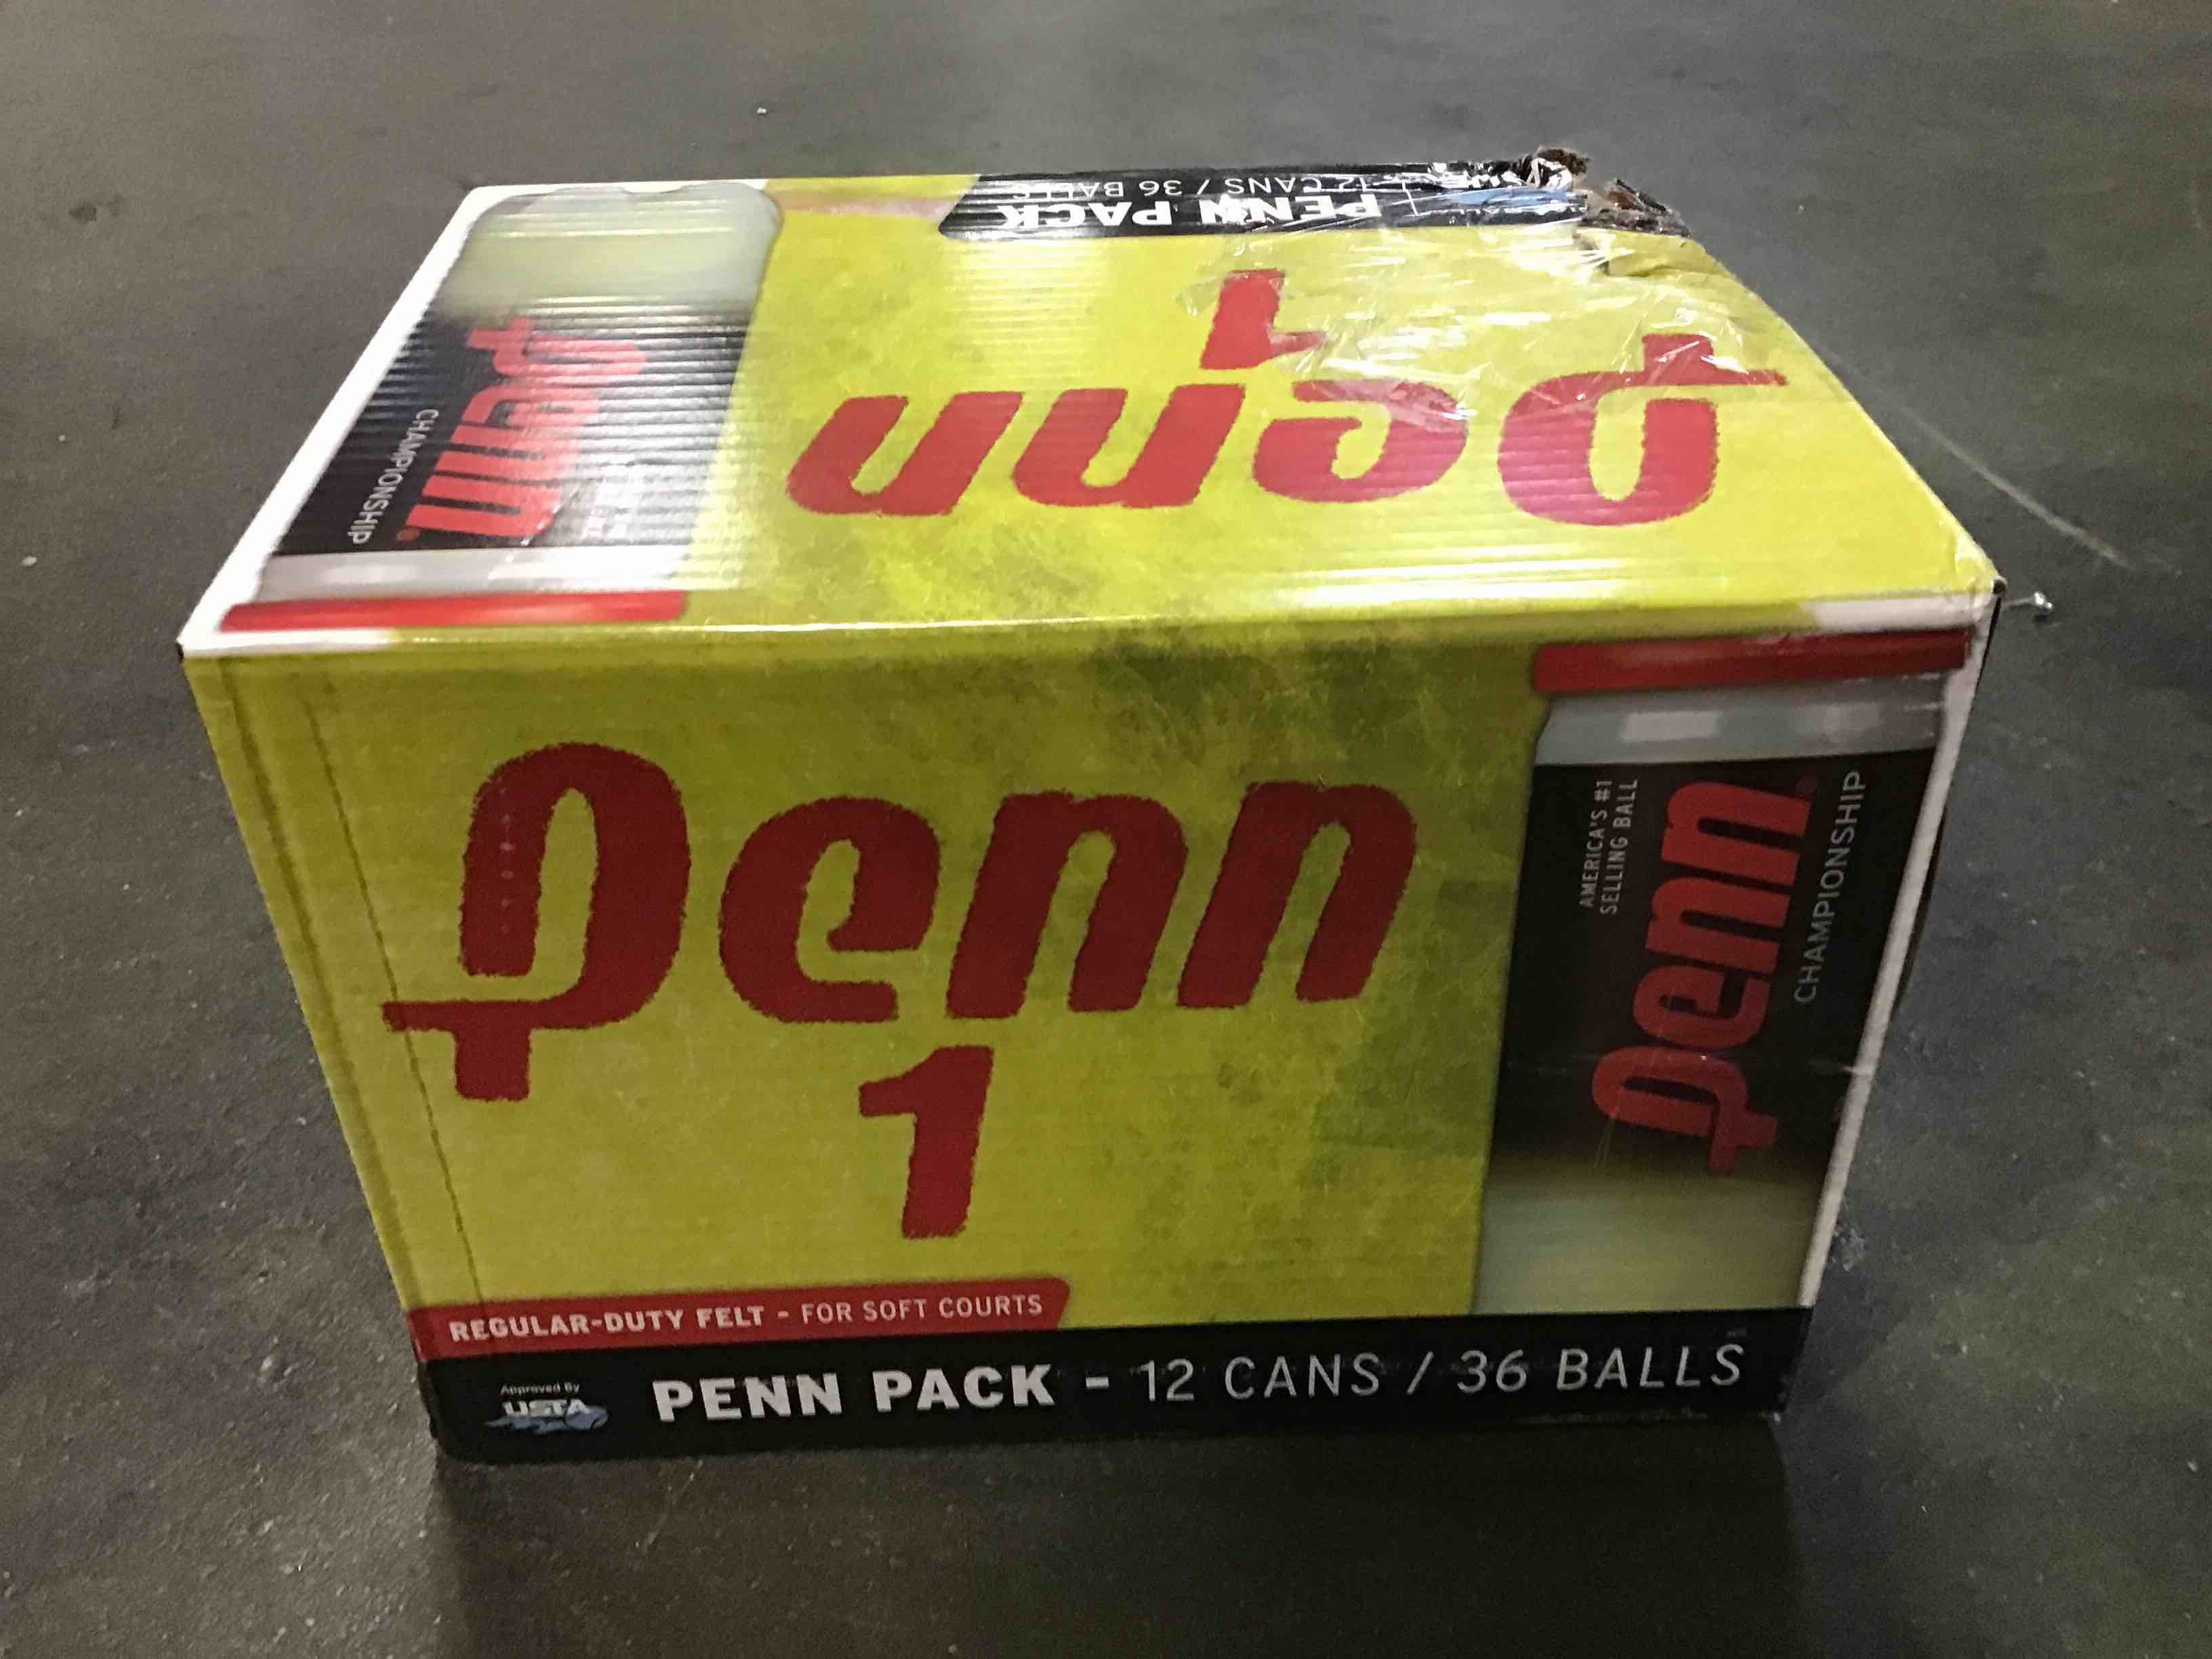 PENN PACK
12 CANS / 36 BALLS
Penn
1
Penn
CHAMPIONSHIP
Penn
1
AMERICA'S #1
SELLING BALL
Penn
CHAMPIONSHIP
REGULAR-DUTY FELT - FOR SOFT COURTS
Approved By
USTA
PENN PACK - 12 CANS / 36 BALLS